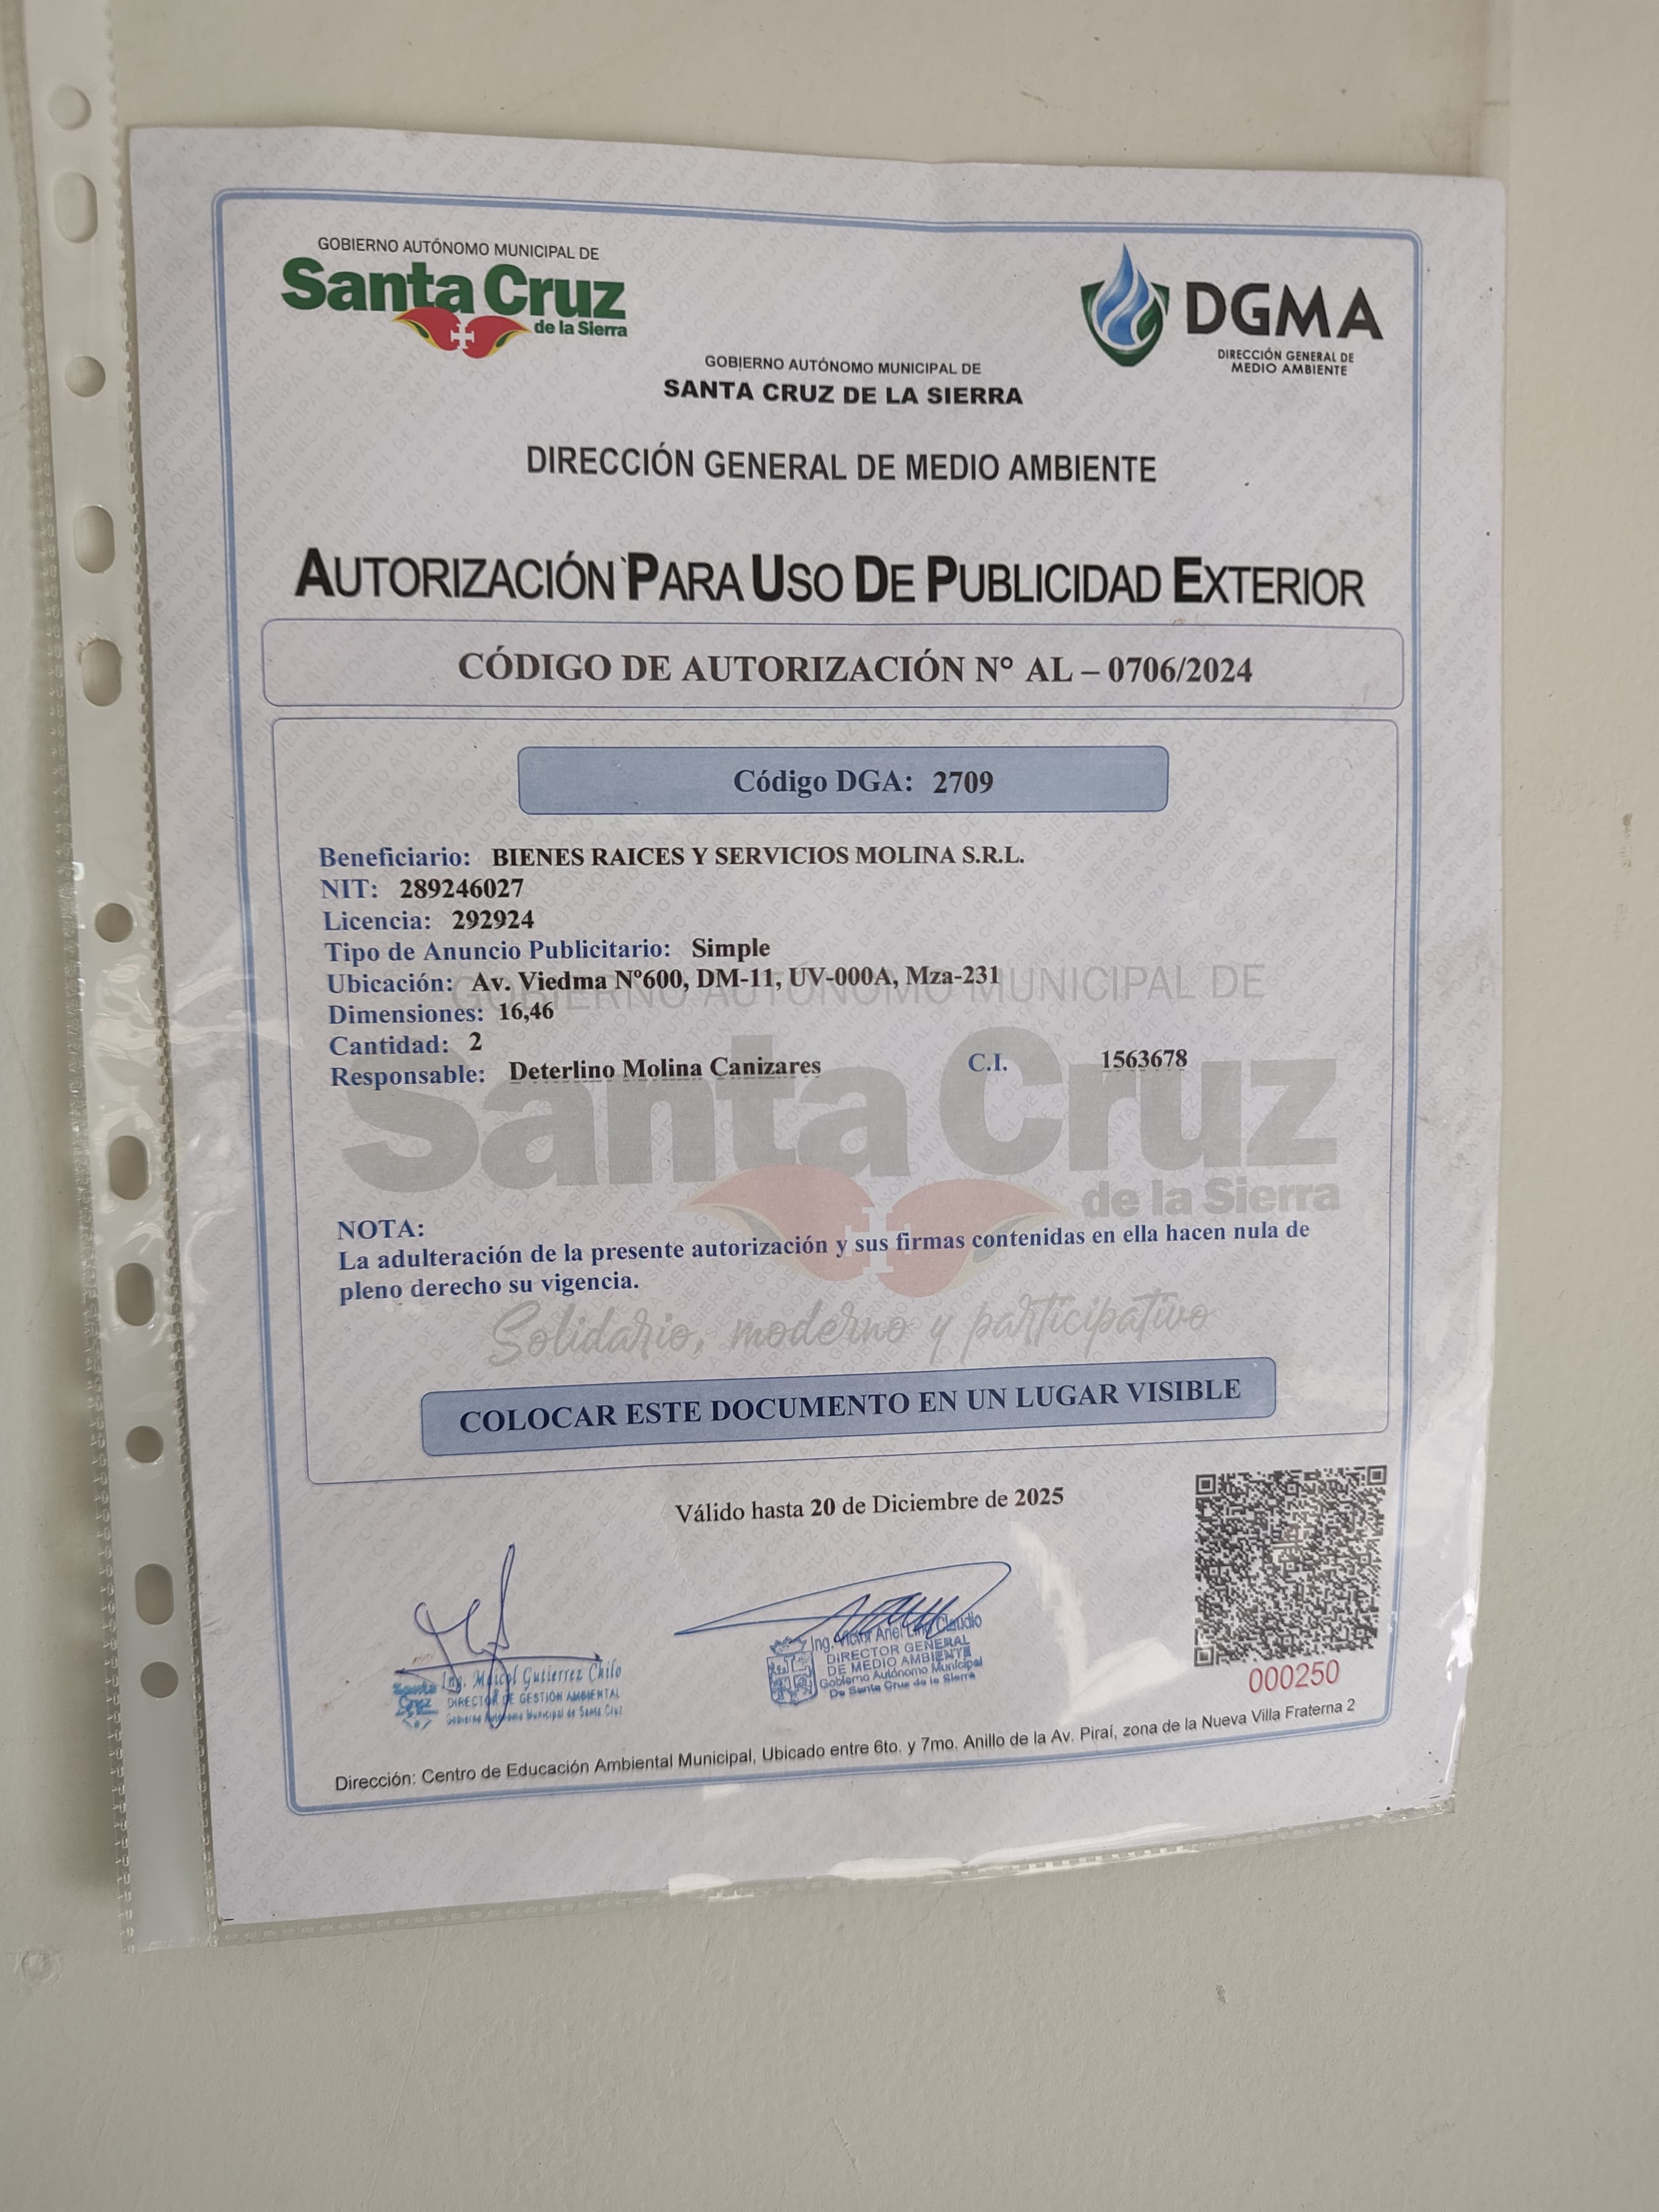 GOBIERNO AUTÓNOMO MUNICIPAL DE
Santa Cruz
de la Sierra
DGMA
DIRECCIÓN GENERAL DE
MEDIO AMBIENTE
GOBIERNO AUTÓNOMO MUNICIPAL DE
SANTA CRUZ DE LA SIERRA
DIRECCIÓN GENERAL DE MEDIO AMBIENTE
AUTORIZACIÓN PARA USO DE PUBLICIDAD EXTERIOR
CÓDIGO DE AUTORIZACIÓN N° AL – 0706/2024
Código DGA: 2709
Beneficiario: BIENES RAICES Y SERVICIOS MOLINA S.R.L.
NIT: 289246027
Licencia: 292924
Tipo de Anuncio Publicitario: Simple
Ubicación: Av. Viedma Nº600, DM-11, UV-000A, Mza-231
GOBIERNO AUTÓNOMO MUNICIPAL DE
Dimensiones: 16,46
Cantidad: 2
Responsable: Deterlino Molina Canizares C.I. 1563678
Santa Cruz
de la Sierra
NOTA:
La adulteración de la presente autorización y sus firmas contenidas en ella hacen nula de
pleno derecho su vigencia.
Solidario, moderno y participativo
COLOCAR ESTE DOCUMENTO EN UN LUGAR VISIBLE
Válido hasta 20 de Diciembre de 2025
Ing. Maicol Gutierrez Chilo
DIRECTOR DE GESTIÓN AMBIENTAL
Gobierno Autónomo Municipal de Santa Cruz
Ing. Victor Ariel Lino Claudio
DIRECTOR GENERAL
DE MEDIO AMBIENTE
Gobierno Autónomo Municipal
De Santa Cruz de la Sierra
000250
Dirección: Centro de Educación Ambiental Municipal, Ubicado entre 6to. y 7mo. Anillo de la Av. Piraí, zona de la Nueva Villa Fraterna 2